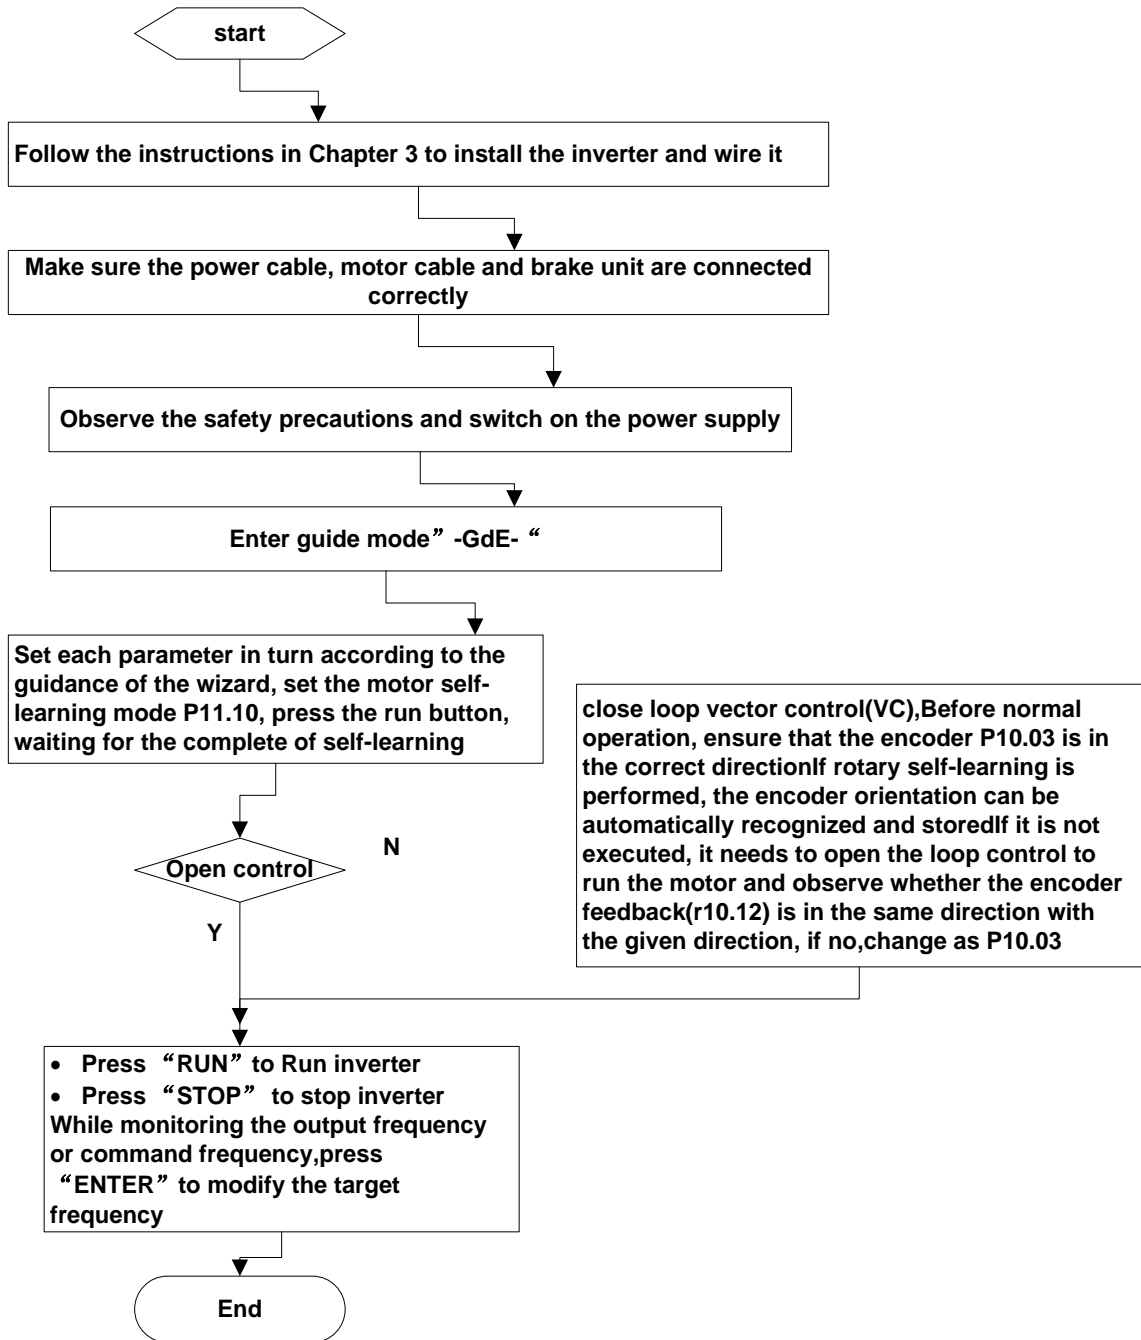 start
Follow the instructions in Chapter 3 to install the inverter and wire it
Make sure the power cable, motor cable and brake unit are connected
correctly
Observe the safety precautions and switch on the power supply
Enter guide mode” -GdE- “
Set each parameter in turn according to the
guidance of the wizard, set the motor self-
learning mode P11.10, press the run button,
waiting for the complete of self-learning
close loop vector control(VC),Before normal
operation, ensure that the encoder P10.03 is in
the correct directionIf rotary self-learning is
performed, the encoder orientation can be
automatically recognized and storedIf it is not
executed, it needs to open the loop control to
run the motor and observe whether the encoder
feedback(r10.12) is in the same direction with
the given direction, if no,change as P10.03
Open control
N
Y
• Press “RUN” to Run inverter
• Press “STOP” to stop inverter
While monitoring the output frequency
or command frequency,press
“ENTER” to modify the target
frequency
End